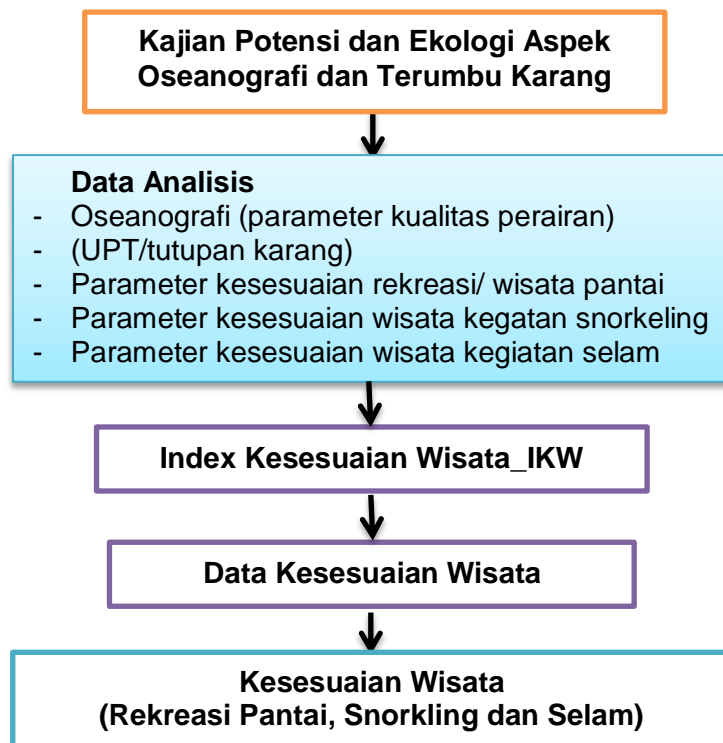 Kajian Potensi dan Ekologi Aspek
Oseanografi dan Terumbu Karang
Data Analisis
- Oseanografi (parameter kualitas perairan)
- (UPT/tutupan karang)
- Parameter kesesuaian rekreasi/ wisata pantai
- Parameter kesesuaian wisata kegatan snorkeling
- Parameter kesesuaian wisata kegiatan selam
Index Kesesuaian Wisata_IKW
Data Kesesuaian Wisata
Kesesuaian Wisata
(Rekreasi Pantai, Snorkling dan Selam)